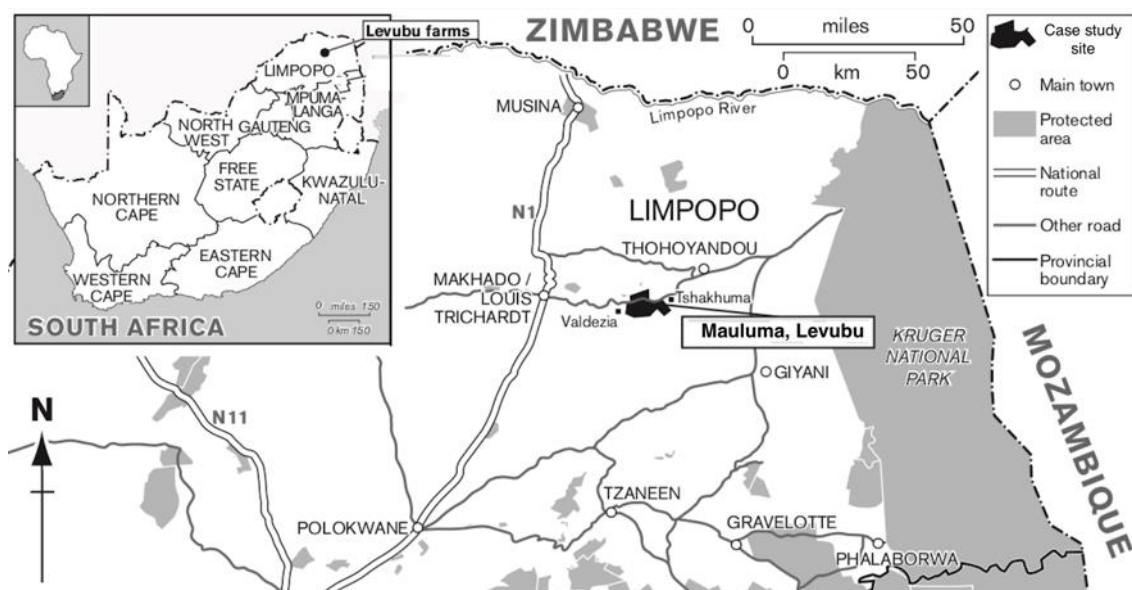 Levubu farms
LIMPOPO
MPUMA-
LANGA
NORTH
WEST
GAUTENG
FREE
STATE
KWAZULU-
NATAL
NORTHERN
CAPE
EASTERN
CAPE
WESTERN
CAPE
SOUTH AFRICA
0 miles 150
0 km 150
ZIMBABWE
0 miles 50
0 km 50
MUSINA
Limpopo River
N1
LIMPOPO
THOHOYANDOU
MAKHADO /
LOUIS
TRICHARDT
Tshakhuma
Valdezia
Mauluma, Levubu
KRUGER
NATIONAL
PARK
GIYANI
MOZAMBIQUE
N
N11
TZANEEN
POLOKWANE
GRAVELOTTE
PHALABORWA
Case study
site
Main town
Protected
area
National
route
Other road
Provincial
boundary